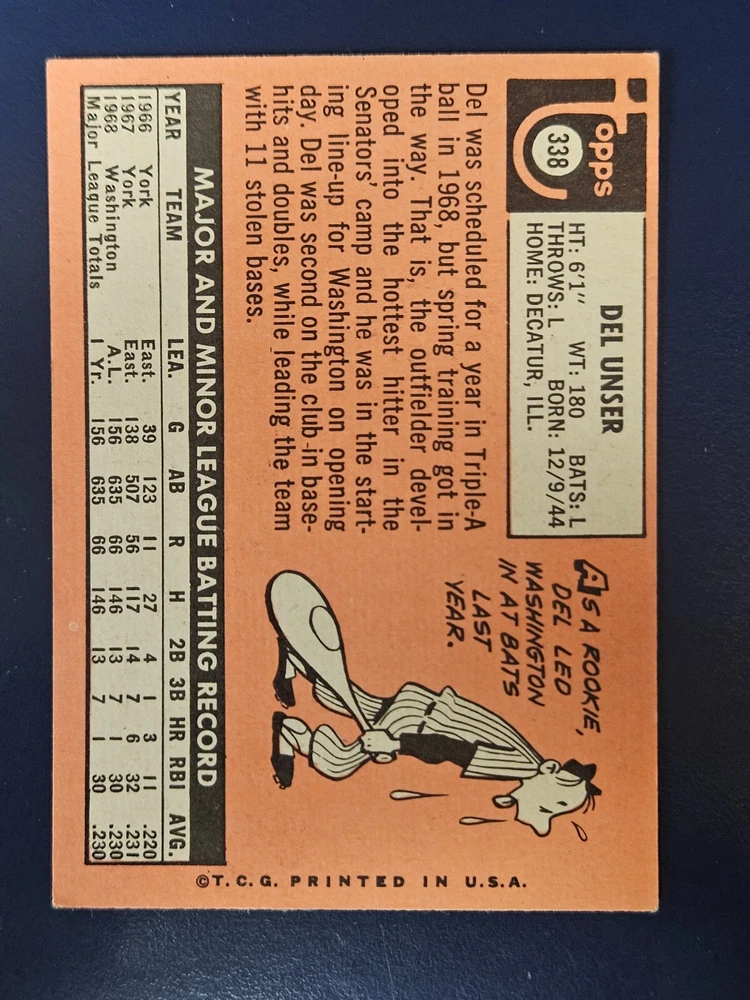 Topps
338
DEL UNSER
HT: 6'1" WT: 180 BATS: L
THROWS: L BORN: 12/9/44
HOME: DECATUR, ILL.
Del was scheduled for a year in Triple-A
ball in 1968, but spring training got in
the way. That is, the outfielder devel-
oped into the hottest hitter in the
Senators' camp and he was in the start-
ing line-up for Washington on opening
day. Del was second on the club-in base-
hits and doubles, while leading the team
with 11 stolen bases.
AS A ROOKIE,
DEL LED
WASHINGTON
IN AT BATS
LAST
YEAR.
MAJOR AND MINOR LEAGUE BATTING RECORD
YEAR TEAM LEA. G AB R H 2B 3B HR RBI AVG.
1966 York East. 39 123 11 27 4 1 3 11 .220
1967 York East. 138 507 56 117 14 7 6 32 .231
1968 Washington A.L. 156 635 66 146 13 7 1 30 .230
Major League Totals 1 Yr. 156 635 66 146 13 7 1 30 .230
©T.C.G. PRINTED IN U.S.A.